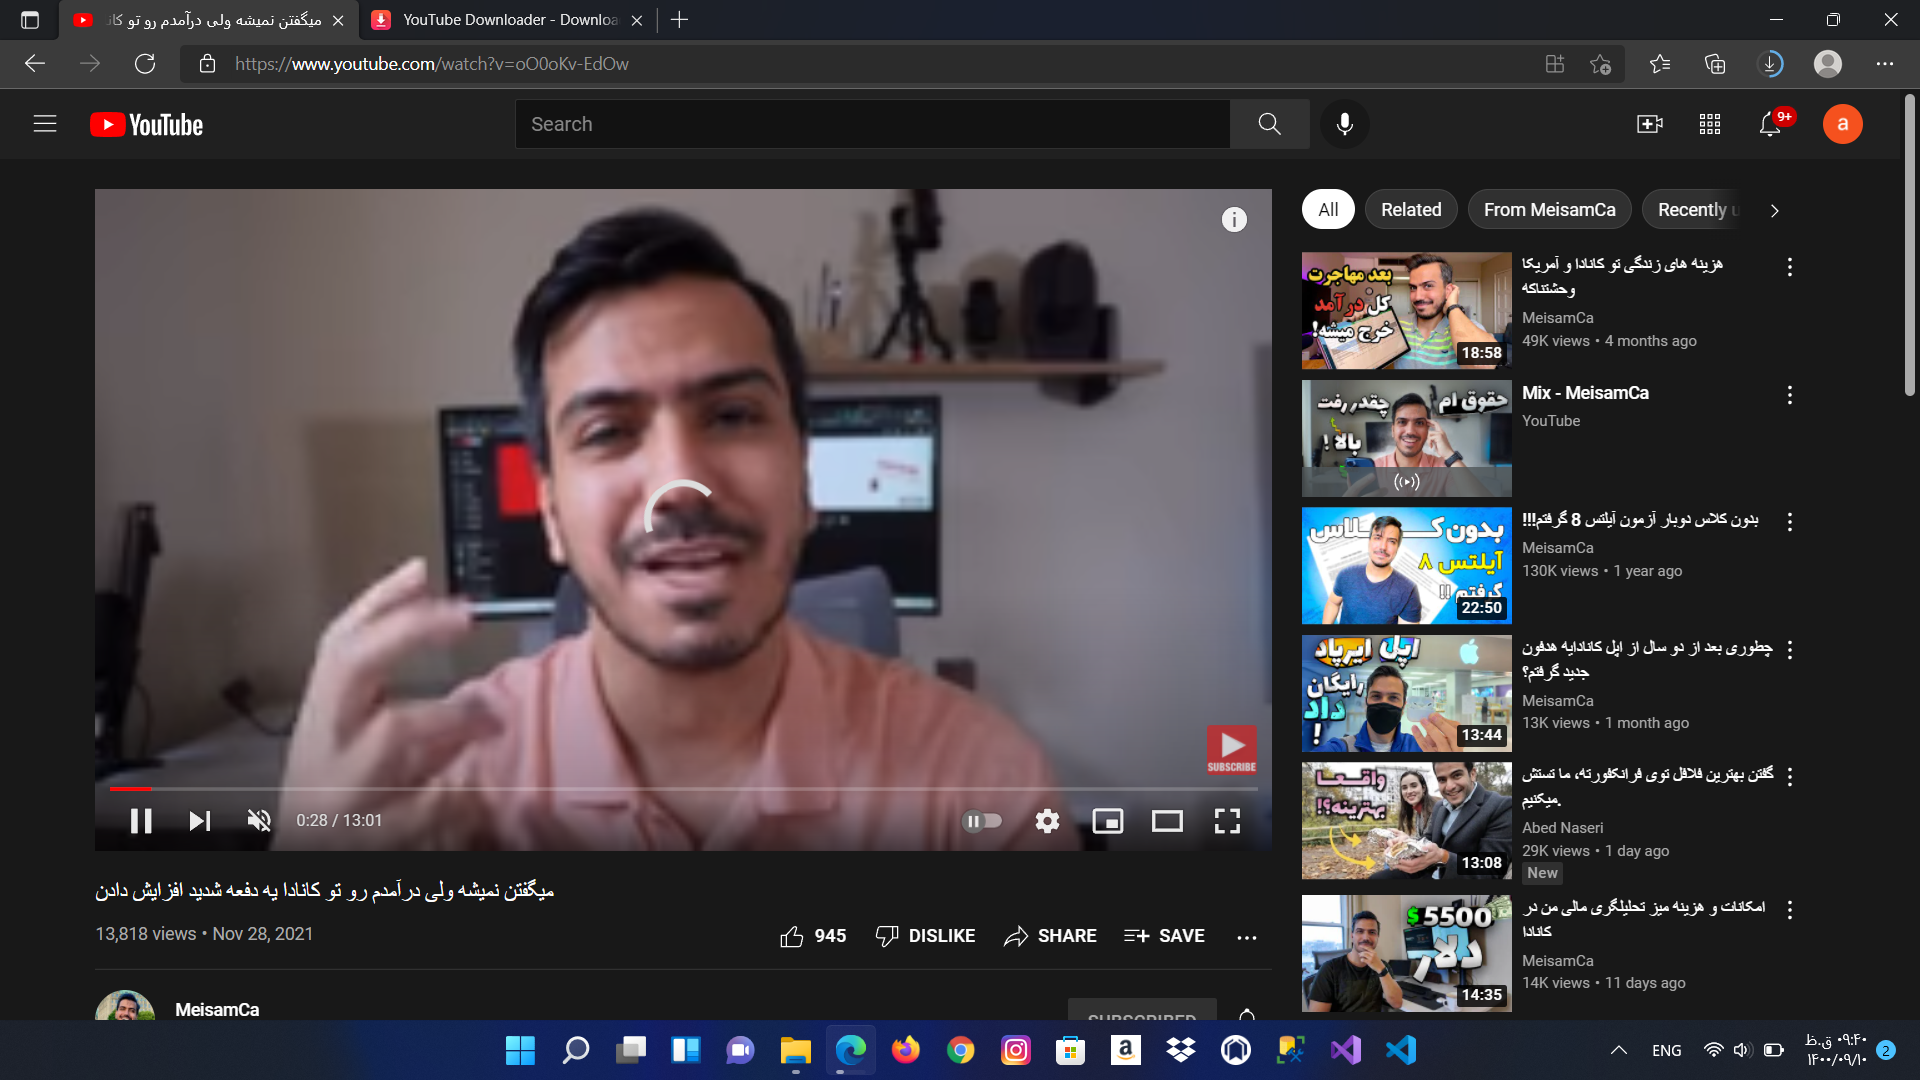 میگفتن نمیشه ولی درآمدم رو تو کان
YouTube Downloader - Downloa
https://www.youtube.com/watch?v=oO0oKv-EdOw
YouTube
Search
9+
a
All
Related
From MeisamCa
Recently u
i
SUBSCRIBE
0:28 / 13:01
میگفتن نمیشه ولی درآمدم رو تو کانادا یه دفعه شدید افزایش دادن
13,818 views • Nov 28, 2021
945
DISLIKE
SHARE
SAVE
MeisamCa
SUBSCRIBED
بعد مهاجرت
کل درآمد
خرج میشه!
18:58
هزینه های زندگی تو کانادا و آمریکا
وحشتناکه
MeisamCa
49K views • 4 months ago
حقوق ام چقدر رفت
بالا !
Mix - MeisamCa
YouTube
بدون کلاس
آیلتس ۸
گرفتم !!
22:50
بدون کلاس دوبار آزمون آیلتس 8 گرفتم!!!
MeisamCa
130K views • 1 year ago
اپل ایرپاد
رایگان
داد
!
13:44
چطوری بعد از دو سال از اپل کانادایه هدفون
جدید گرفتم؟
MeisamCa
13K views • 1 month ago
واقعا
بهترینه؟!
13:08
گفتن بهترین فلافل توی فرانکفورته، ما تستش
میکنیم.
Abed Naseri
29K views • 1 day ago
New
$5500
دلار
14:35
امکانات و هزینه میز تحلیلگری مالی من در
کانادا
MeisamCa
14K views • 11 days ago
a
ENG
۰۹:۴۰ ق.ظ
۱۴۰۰/۰۹/۱۰
2